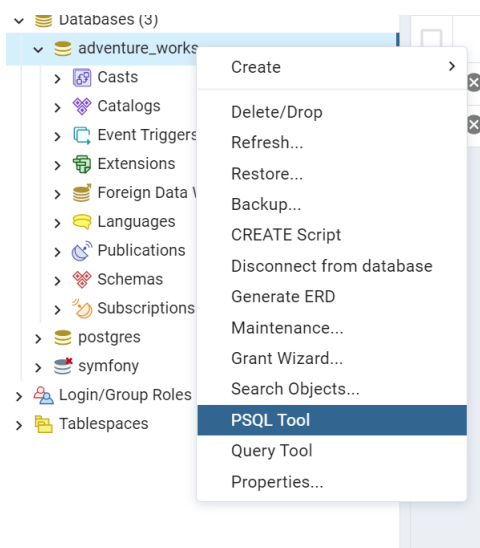 Databases (3)
adventure_works
Casts
Catalogs
Event Triggers
Extensions
Foreign Data
Languages
Publications
Schemas
Subscriptions
postgres
symfony
Login/Group Roles
Tablespaces
Create
Delete/Drop
Refresh...
Restore...
Backup...
CREATE Script
Disconnect from database
Generate ERD
Maintenance...
Grant Wizard...
Search Objects...
PSQL Tool
Query Tool
Properties...